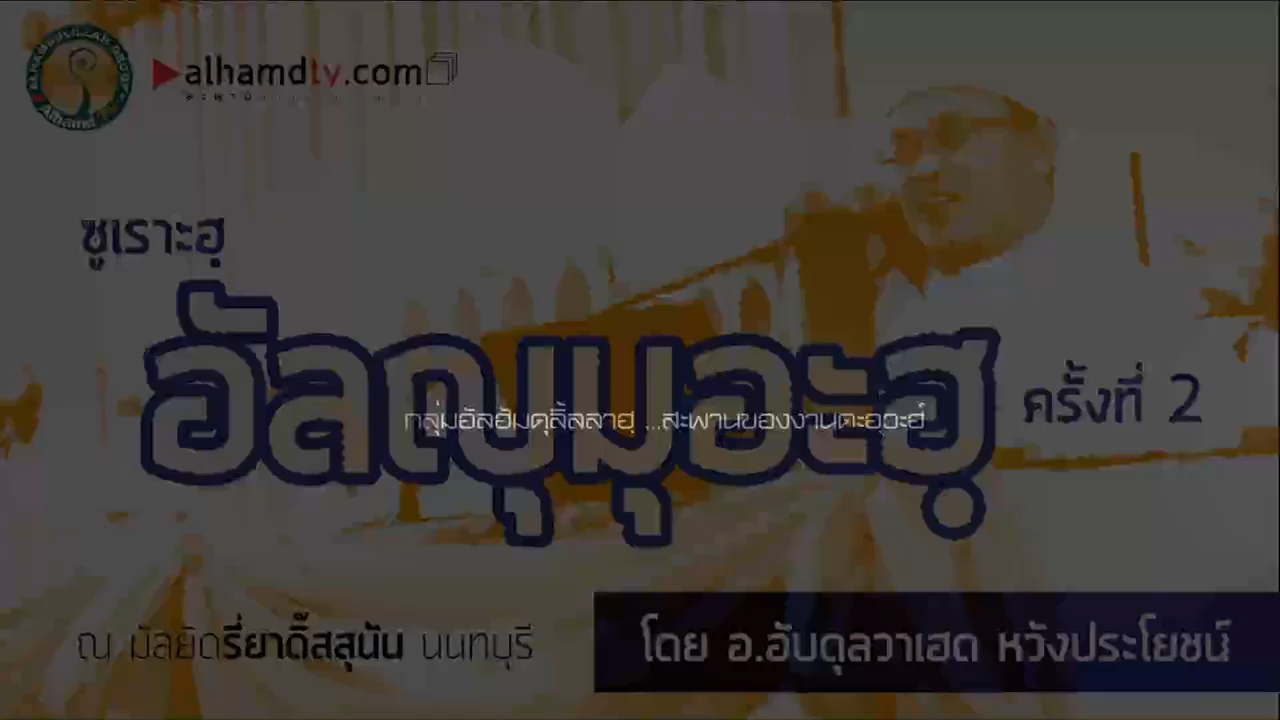 alhamdtv.com
ซูเราะฮฺ
อัลญุมุอะฮฺ
ครั้งที่ 2
กลุ่มอัลฮัมดุลิ้ลลาฮฺ ...สะพานของงานดะอฺวะฮ์
ณ มัสยิดรี่ยาดิ๊สสุนัน นนทบุรี
โดย อ.อับดุลวาเฮด หวังประโยชน์